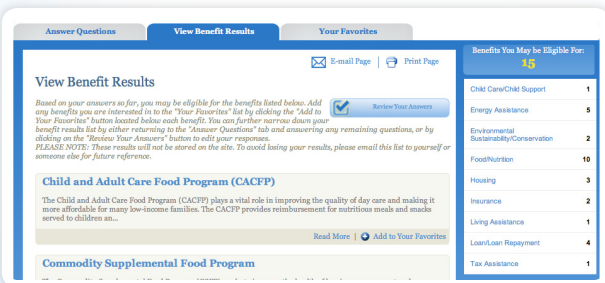 Answer Questions
View Benefit Results
Your Favorites
E-mail Page | Print Page
View Benefit Results
Based on your answers so far, you may be eligible for the benefits listed below. Add
any benefits you are interested in to the "Your Favorites" list by clicking the "Add to
Your Favorites" button located below each benefit. You can further narrow down your
benefit results list by either returning to the "Answer Questions" tab and answering any remaining questions, or by
clicking on the "Review Your Answers" button to edit your responses.
PLEASE NOTE: These results will not be stored on the site. To avoid losing your results, please email this list to yourself or
someone else for future reference.
Review Your Answers
Child and Adult Care Food Program (CACFP)
The Child and Adult Care Food Program (CACFP) plays a vital role in improving the quality of day care and making it
more affordable for many low-income families. The CACFP provides reimbursement for nutritious meals and snacks
served to children an...
Read More | Add to Your Favorites
Commodity Supplemental Food Program
Benefits You May be Eligible For:
15
Child Care/Child Support 1
Energy Assistance 5
Environmental
Sustainability/Conservation 2
Food/Nutrition 10
Housing 3
Insurance 2
Living Assistance 1
Loan/Loan Repayment 4
Tax Assistance 1